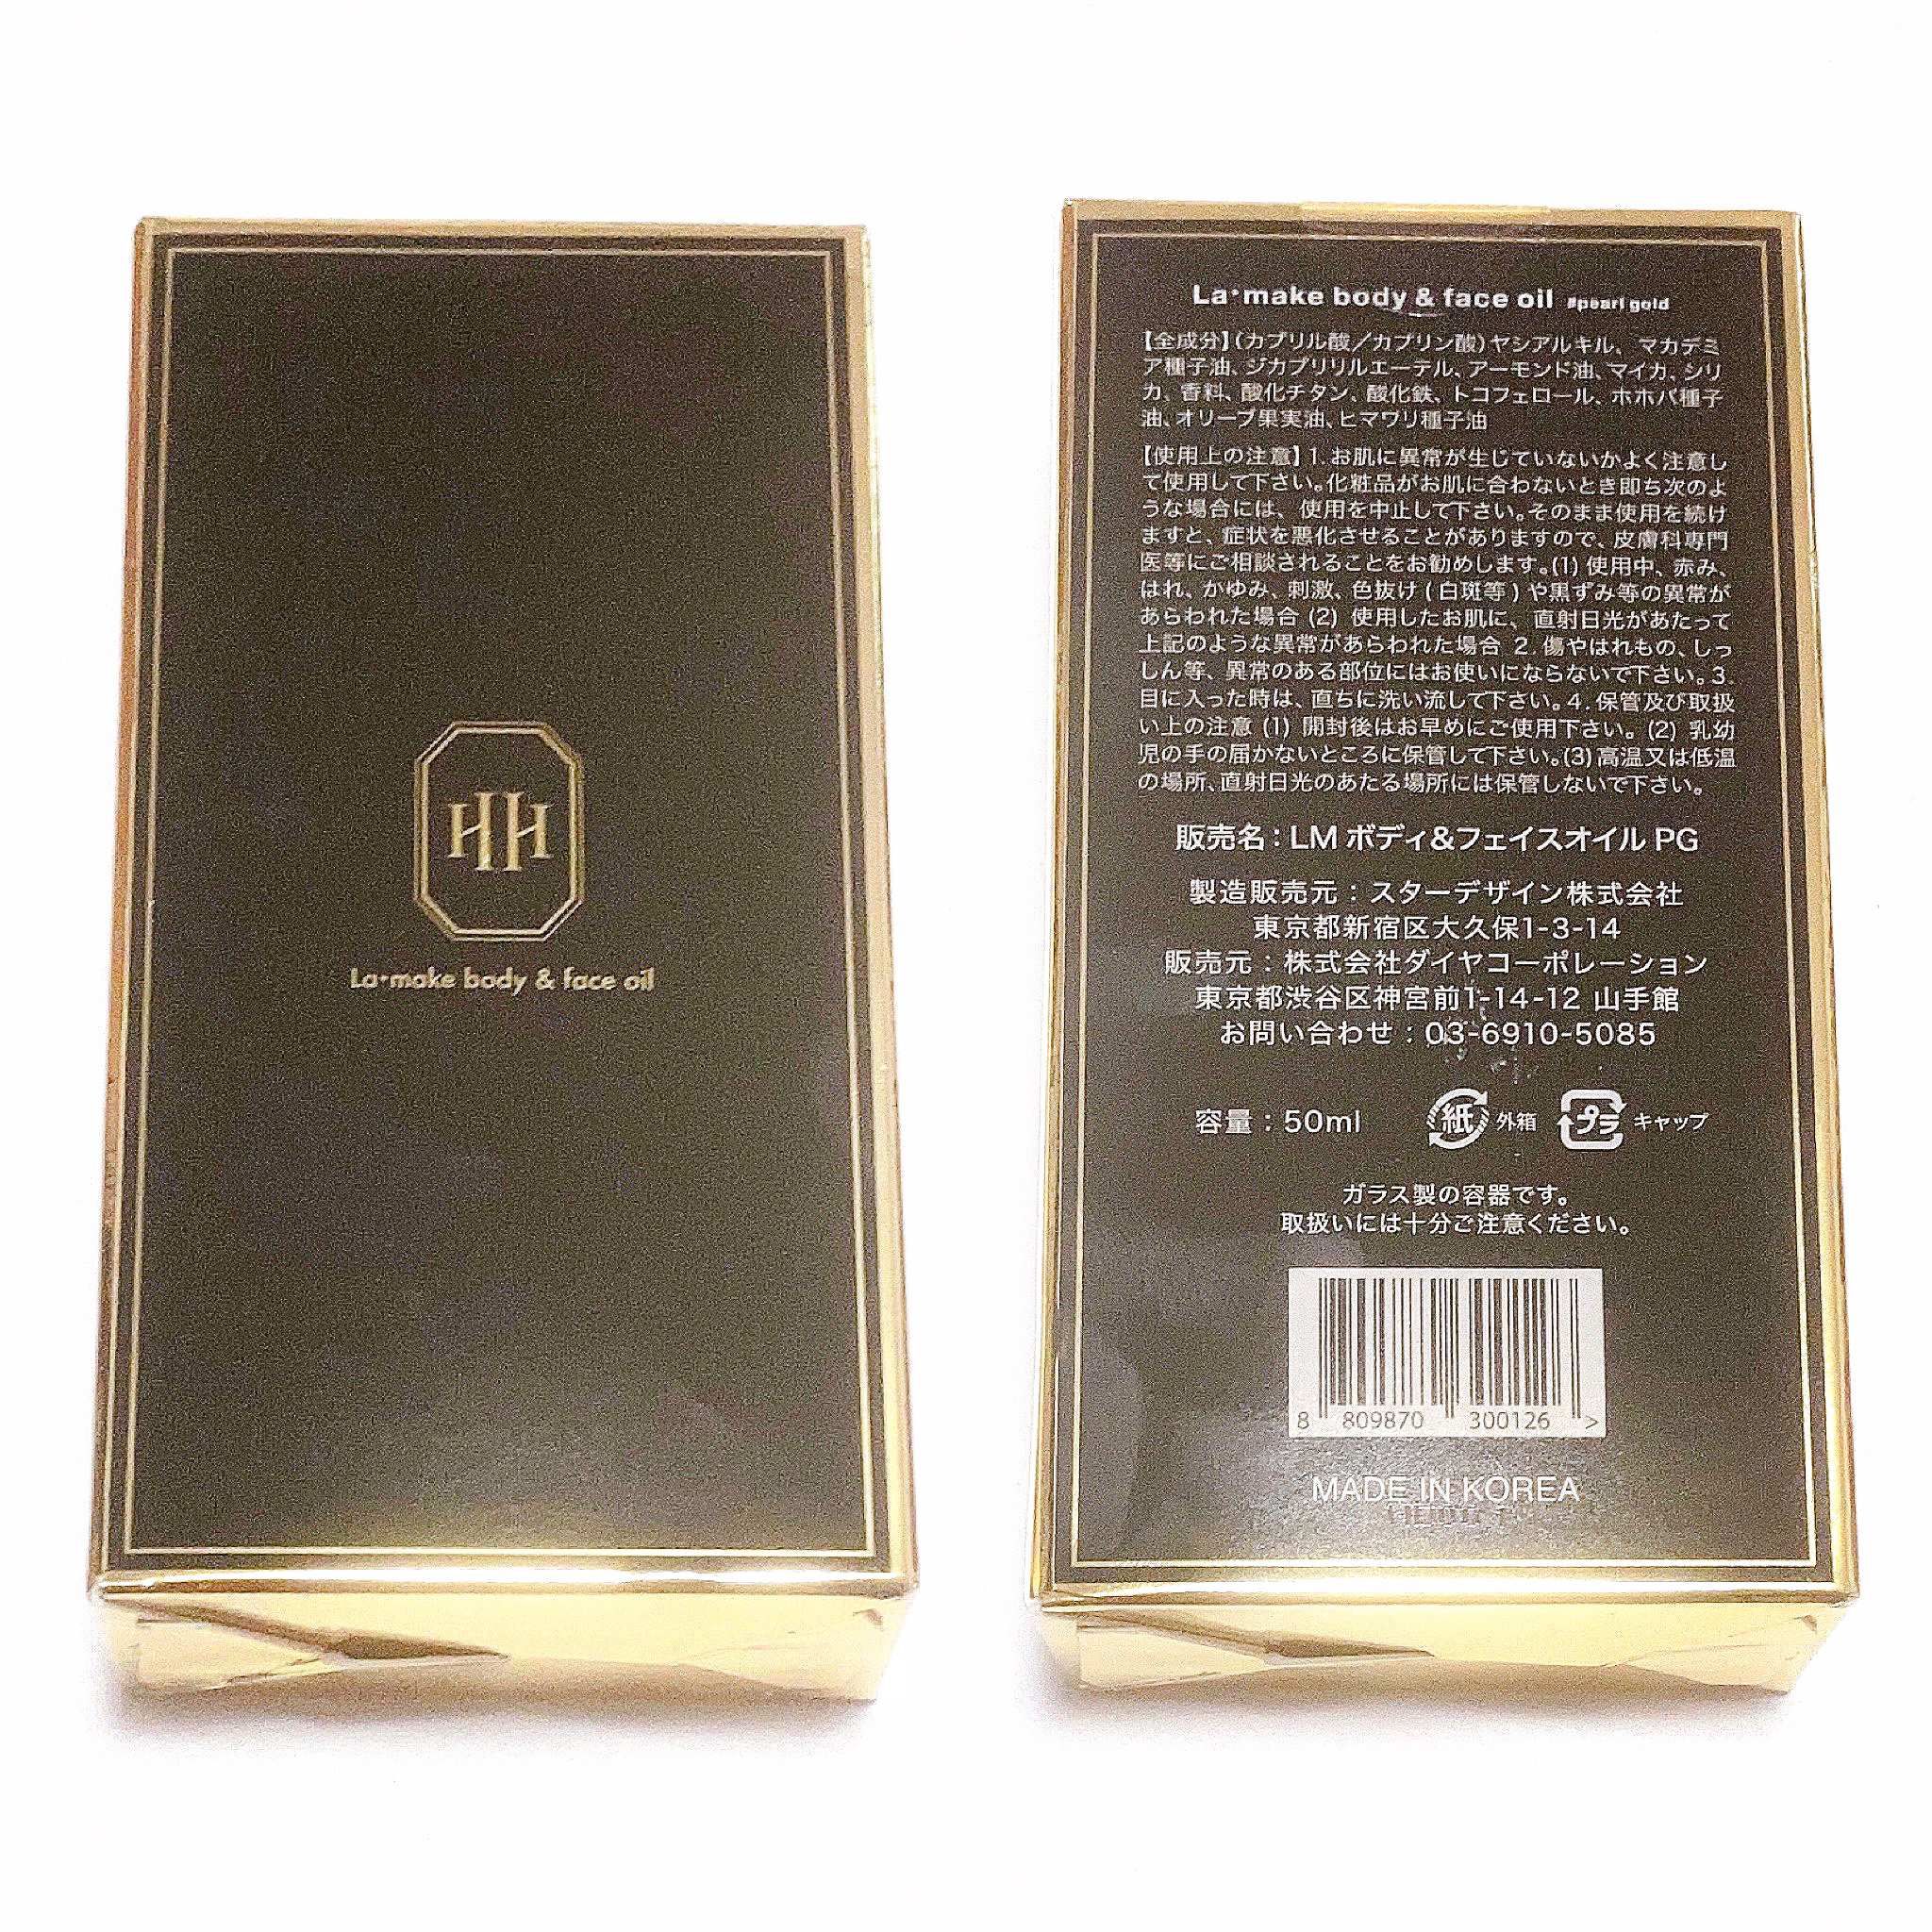 HH
La・make body & face oil
La・make body & face oil #pearl gold
【全成分】(カプリル酸／カプリン酸)ヤシアルキル、マカデミ
ア種子油、ジカプリリルエーテル、アーモンド油、マイカ、シリ
カ、香料、酸化チタン、酸化鉄、トコフェロール、ホホバ種子
油、オリーブ果実油、ヒマワリ種子油
【使用上の注意】1.お肌に異常が生じていないかよく注意し
て使用して下さい。化粧品がお肌に合わないとき即ち次のよ
うな場合には、使用を中止して下さい。そのまま使用を続け
ますと、症状を悪化させることがありますので、皮膚科専門
医等にご相談されることをお勧めします。(1) 使用中、赤み、
はれ、かゆみ、刺激、色抜け(白斑等)や黒ずみ等の異常が
あらわれた場合 (2) 使用したお肌に、直射日光があたって
上記のような異常があらわれた場合 2. 傷やはれもの、しっ
しん等、異常のある部位にはお使いにならないで下さい。3.
目に入った時は、直ちに洗い流して下さい。4. 保管及び取扱
い上の注意 (1) 開封後はお早めにご使用下さい。(2) 乳幼
児の手の届かないところに保管して下さい。(3)高温又は低温
の場所、直射日光のあたる場所には保管しないで下さい。
販売名：LM ボディ&フェイスオイル PG
製造販売元：スターデザイン株式会社
東京都新宿区大久保1-3-14
販売元：株式会社ダイヤコーポレーション
東京都渋谷区神宮前1-14-12 山手館
お問い合わせ：03-6910-5085
容量：50ml 紙 外箱 プラ キャップ
ガラス製の容器です。
取扱いには十分ご注意ください。
8 809870 300126 >
MADE IN KOREA